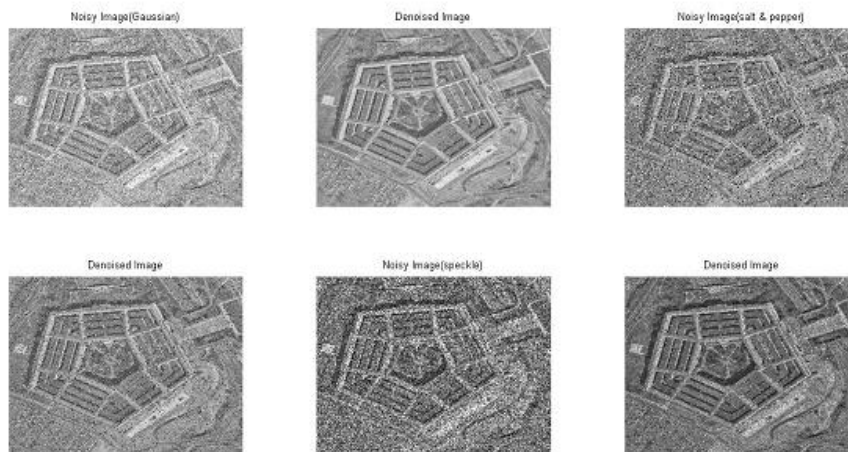 Noisy Image(Gaussian)
Denoised Image
Noisy Image(salt & pepper)
Denoised Image
Noisy Image(speckle)
Denoised Image